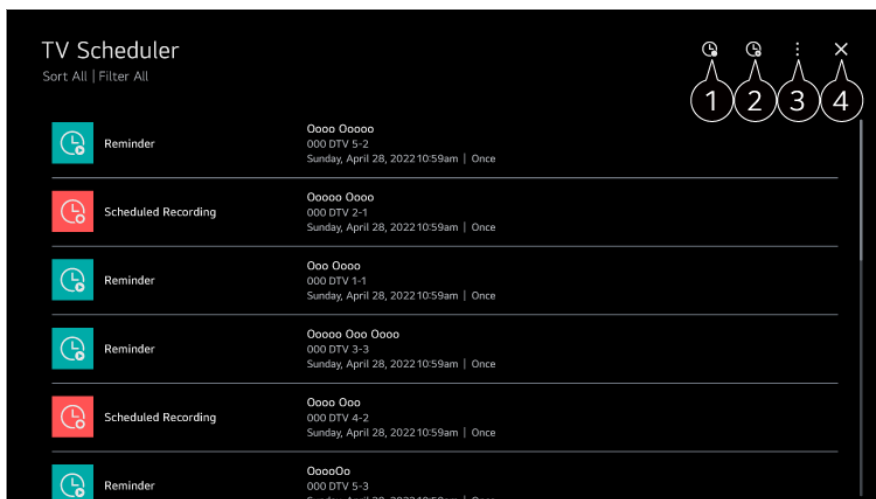 TV Scheduler
Sort All | Filter All
1 2 3 4
Reminder
Oooo Ooooo
000 DTV 5-2
Sunday, April 28, 2022 10:59am | Once
Scheduled Recording
Ooooo Oooo
000 DTV 2-1
Sunday, April 28, 2022 10:59am | Once
Reminder
Ooo Oooo
000 DTV 1-1
Sunday, April 28, 2022 10:59am | Once
Reminder
Ooooo Ooo Oooo
000 DTV 3-3
Sunday, April 28, 2022 10:59am | Once
Scheduled Recording
Oooo Ooo
000 DTV 4-2
Sunday, April 28, 2022 10:59am | Once
Reminder
OoooOo
000 DTV 5-3